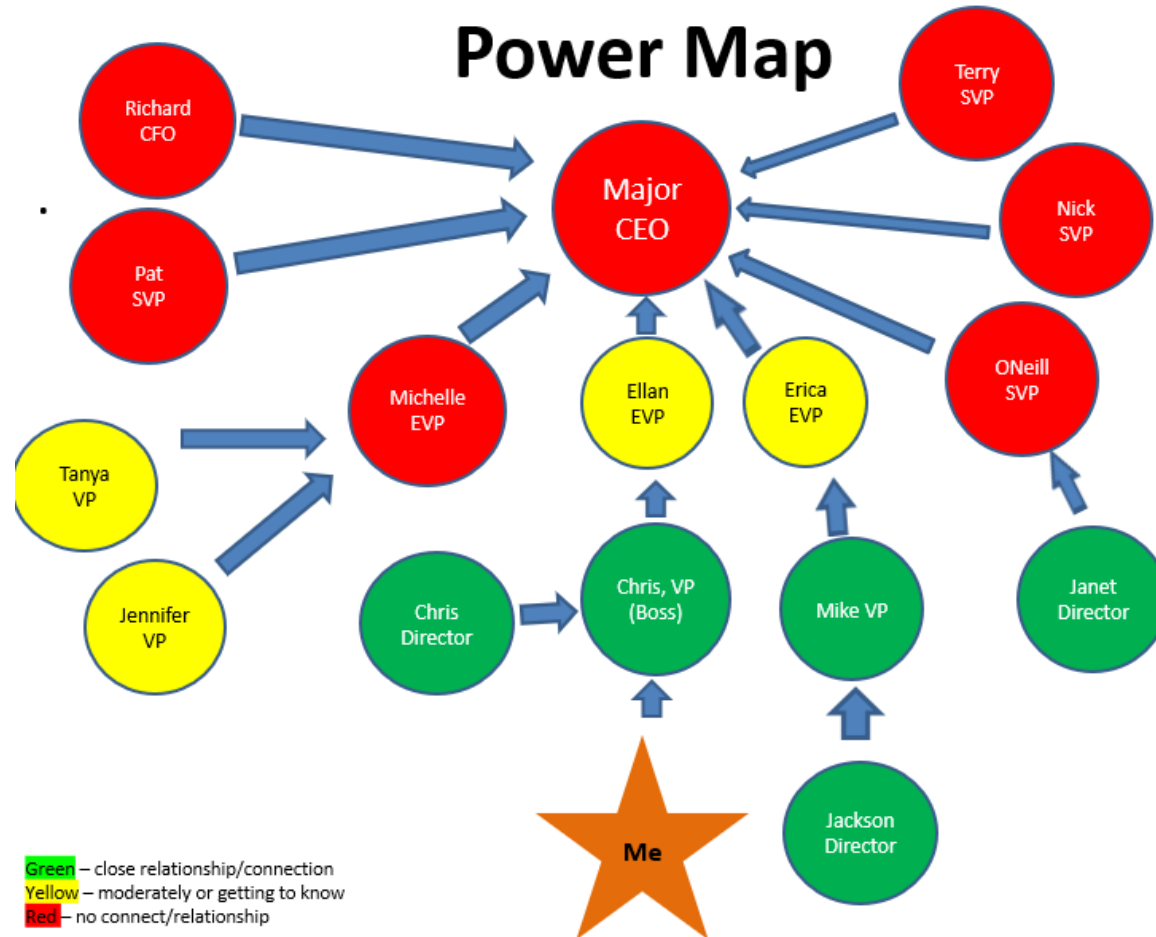 Power Map
Richard
CFO
Terry
SVP
Major
CEO
Nick
SVP
Pat
SVP
Michelle
EVP
Ellan
EVP
Erica
EVP
ONeill
SVP
Tanya
VP
Jennifer
VP
Chris
Director
Chris, VP
(Boss)
Mike VP
Janet
Director
Me
Jackson
Director
Green – close relationship/connection
Yellow – moderately or getting to know
Red – no connect/relationship